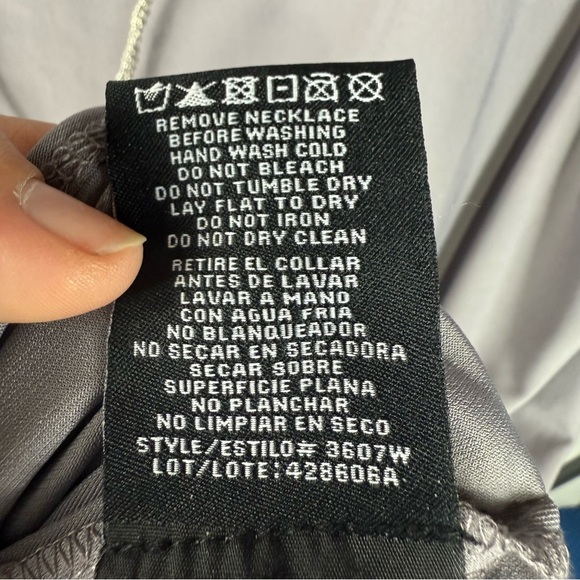 REMOVE NECKLACE
BEFORE WASHING
HAND WASH COLD
DO NOT BLEACH
DO NOT TUMBLE DRY
LAY FLAT TO DRY
DO NOT IRON
DO NOT DRY CLEAN
RETIRE EL COLLAR
ANTES DE LAVAR
LAVAR A MANO
CON AGUA FRIA
NO BLANQUEADOR
NO SECAR EN SECADORA
SECAR SOBRE
SUPERFICIE PLANA
NO PLANCHAR
NO LIMPIAR EN SECO
STYLE/ESTILO# 3607W
LOT/LOTE:428606A